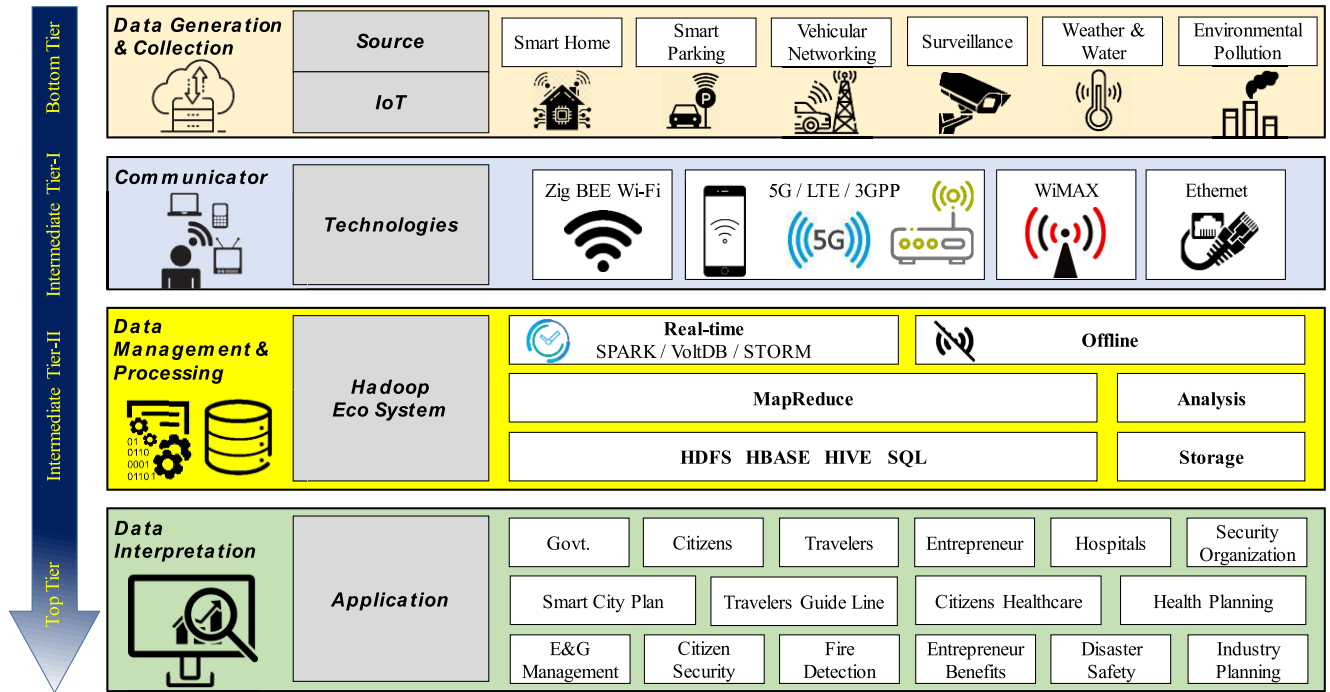 Bottom Tier
Data Generation
& Collection
Source
IoT
Smart Home
Smart
Parking
Vehicular
Networking
Surveillance
Weather &
Water
Environmental
Pollution
P
Intermediate Tier-I
Communicator
Technologies
Zig BEE Wi-Fi
5G / LTE / 3GPP
5G
WiMAX
Ethernet
Intermediate Tier-II
Data
Management &
Processing
01
0110
0001
01101
Hadoop
Eco System
Real-time
SPARK / VoltDB / STORM
Offline
MapReduce
Analysis
HDFS HBASE HIVE SQL
Storage
Top Tier
Data
Interpretation
Application
Govt.
Citizens
Travelers
Entrepreneur
Hospitals
Security
Organization
Smart City Plan
Travelers Guide Line
Citizens Healthcare
Health Planning
E&G
Management
Citizen
Security
Fire
Detection
Entrepreneur
Benefits
Disaster
Safety
Industry
Planning